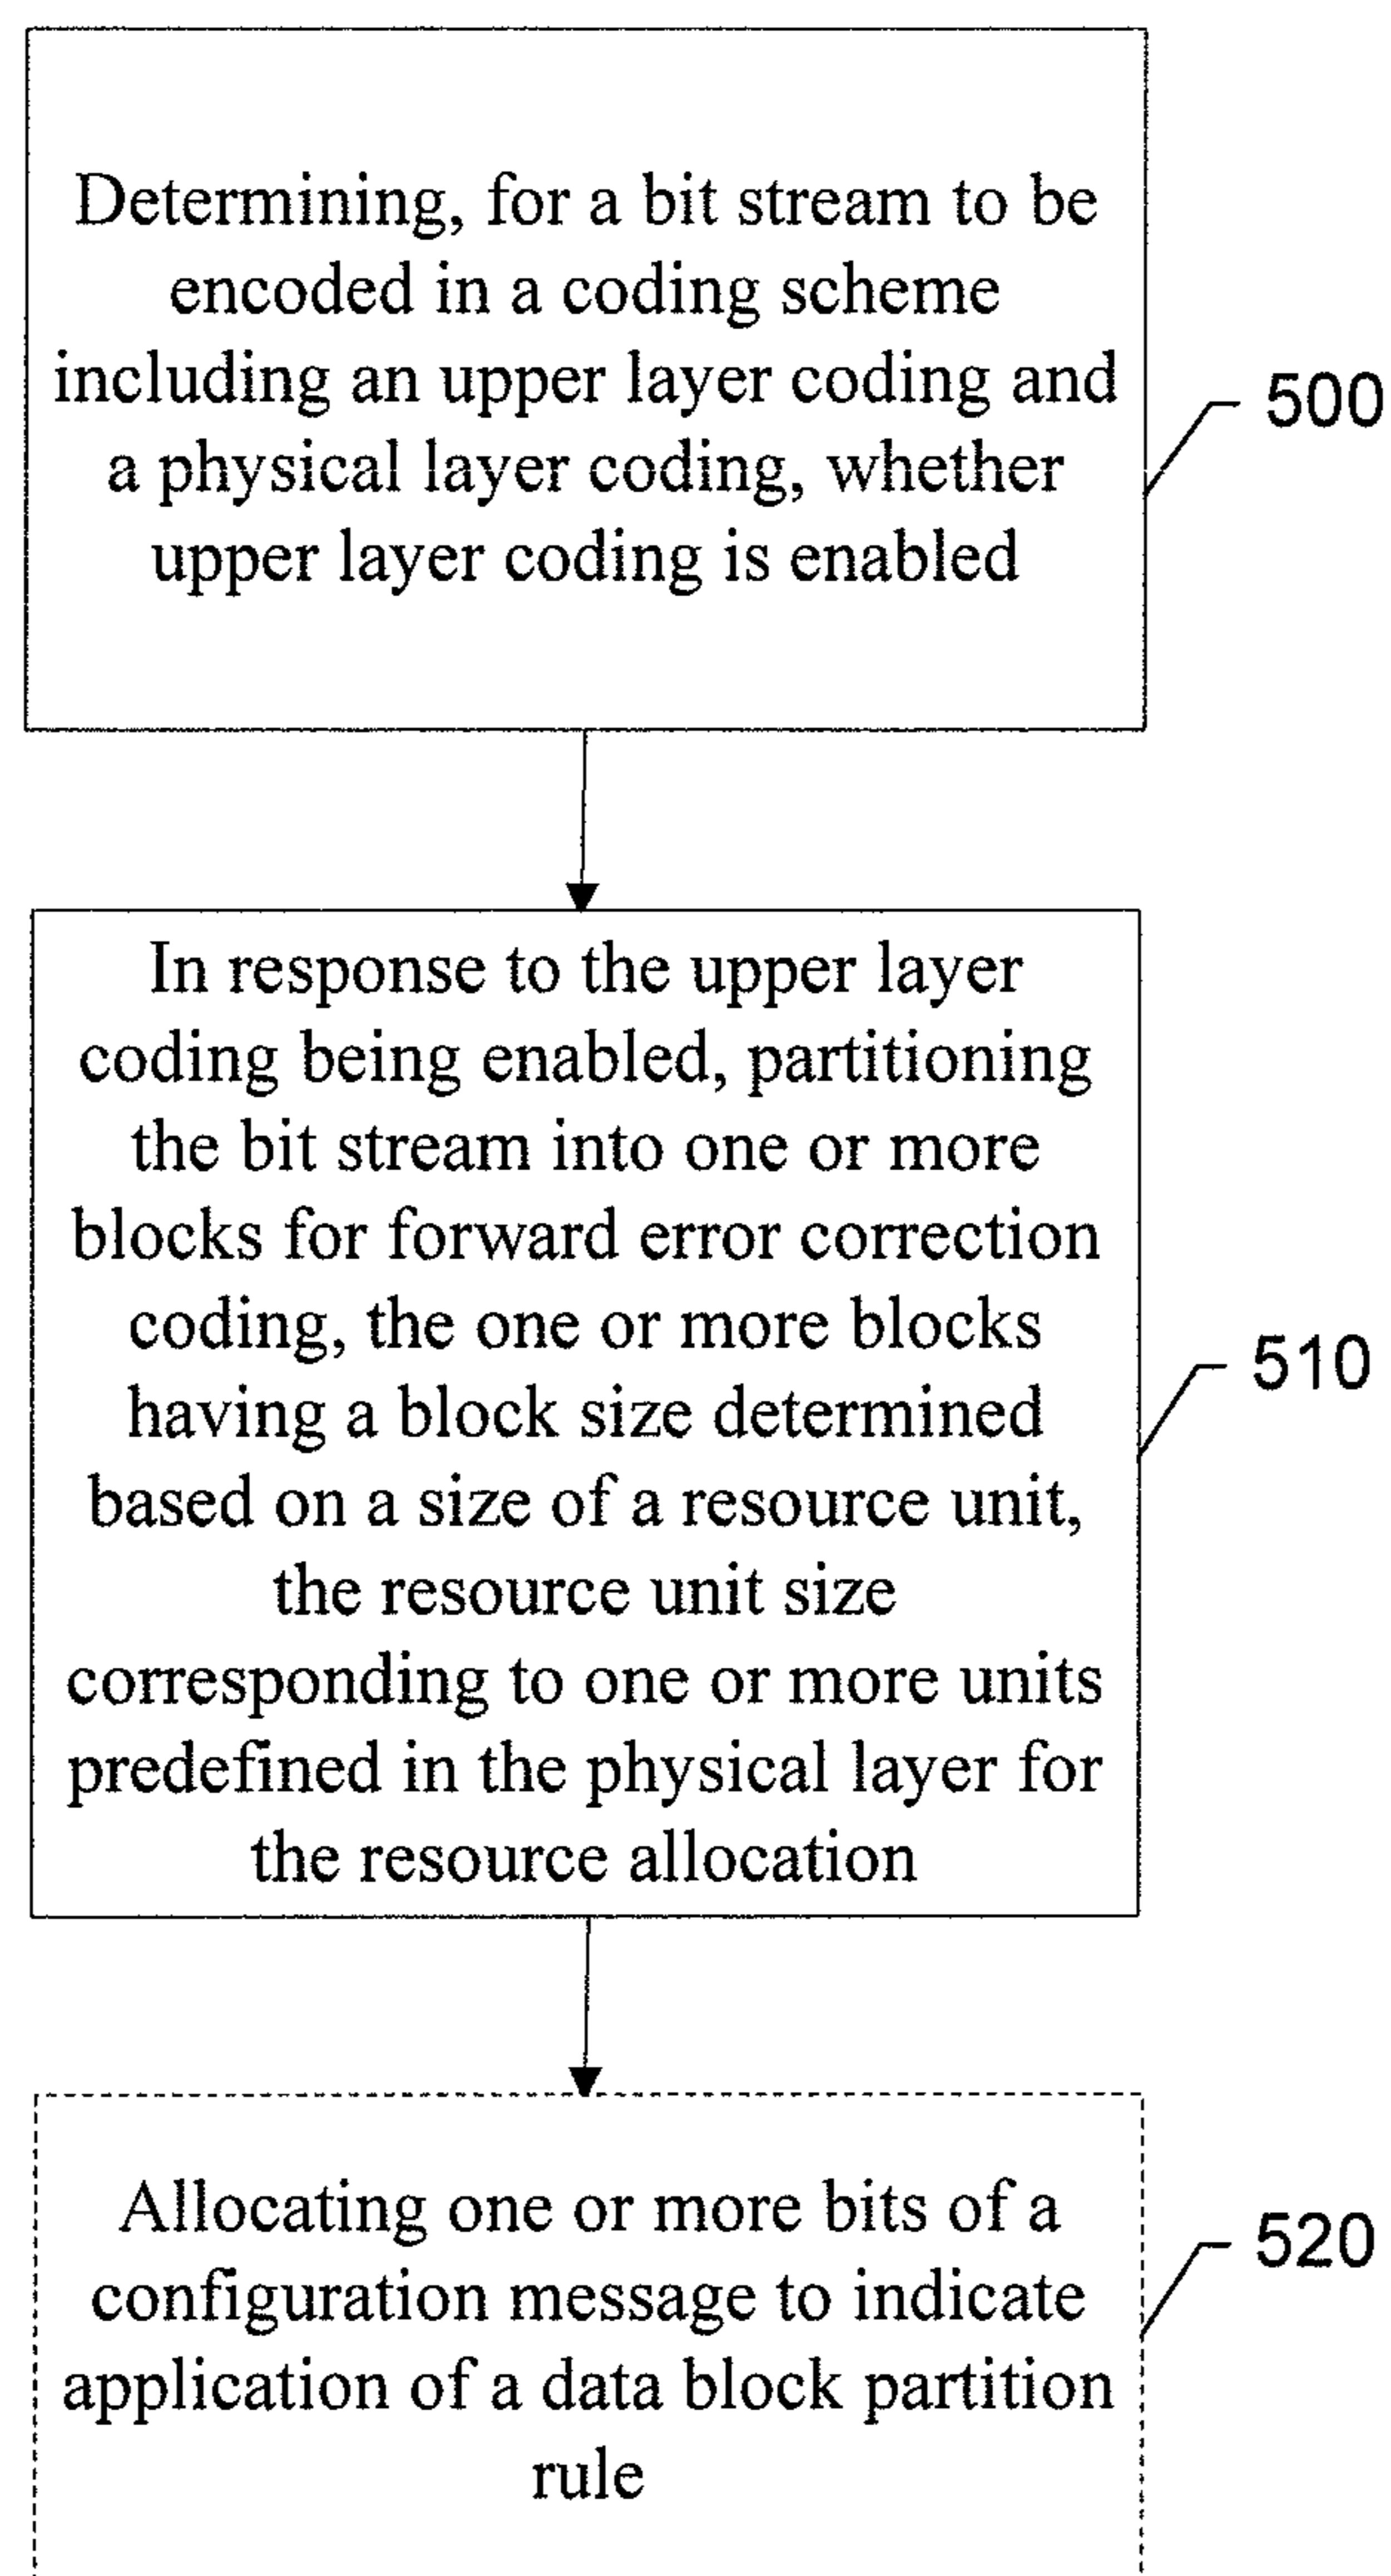 Determining, for a bit stream to be
encoded in a coding scheme
including an upper layer coding and
a physical layer coding, whether
upper layer coding is enabled
500
In response to the upper layer
coding being enabled, partitioning
the bit stream into one or more
blocks for forward error correction
coding, the one or more blocks
having a block size determined
based on a size of a resource unit,
the resource unit size
corresponding to one or more units
predefined in the physical layer for
the resource allocation
510
Allocating one or more bits of a
configuration message to indicate
application of a data block partition
rule
520